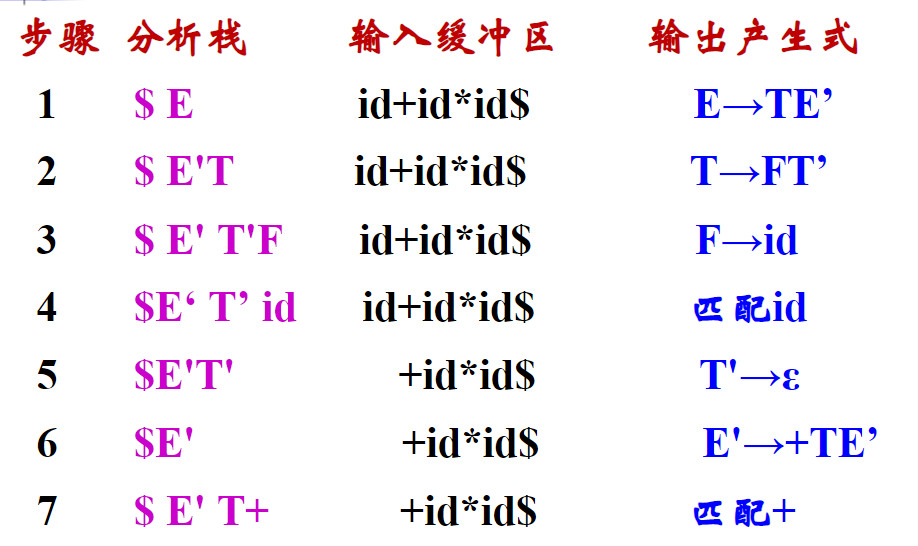 步骤 分析栈 输入缓冲区 输出产生式
1 $ E id+id*id$ E→TE’
2 $ E'T id+id*id$ T→FT’
3 $ E' T'F id+id*id$ F→id
4 $E‘ T’ id id+id*id$ 匹配id
5 $E'T' +id*id$ T'→ε
6 $E' +id*id$ E'→+TE’
7 $ E' T+ +id*id$ 匹配+